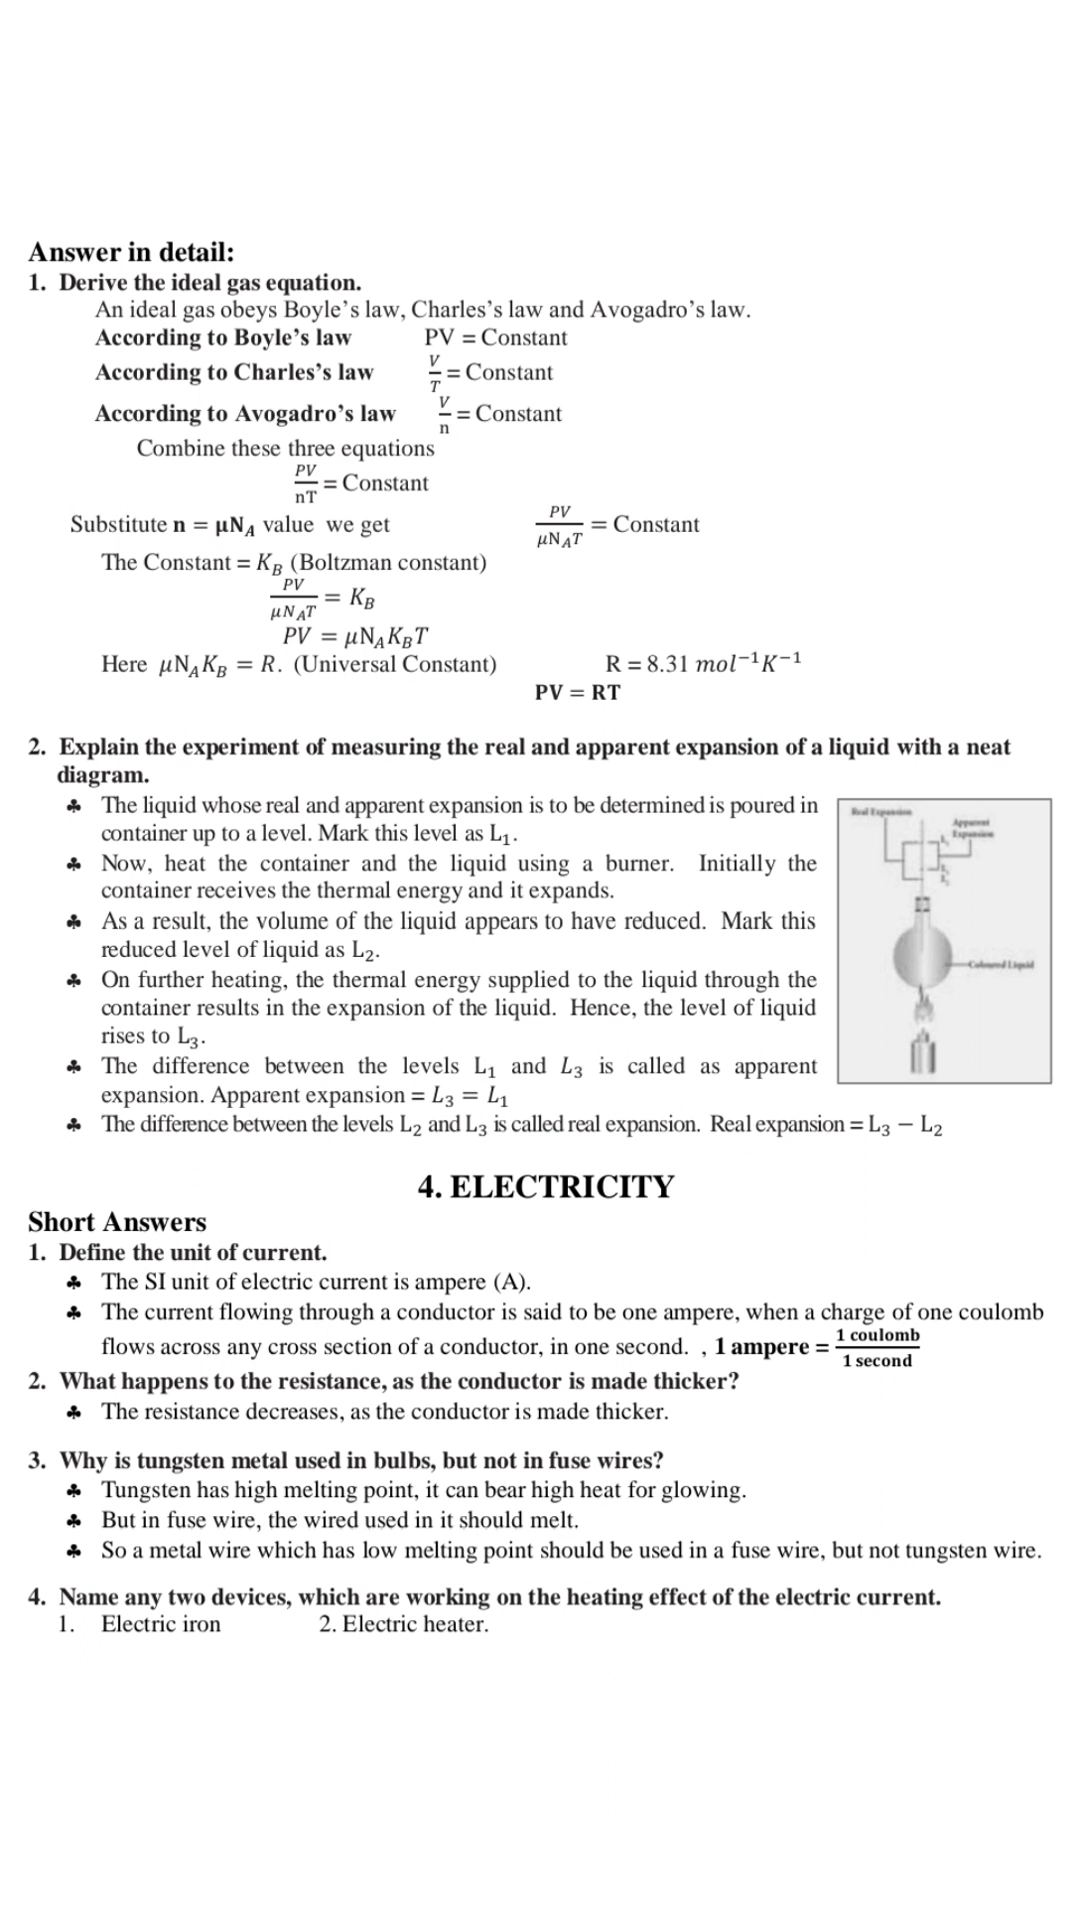 Answer in detail:
1. Derive the ideal gas equation.
An ideal gas obeys Boyle's law, Charles's law and Avogadro's law.
According to Boyle's law PV = Constant
According to Charles's law V/T = Constant
According to Avogadro's law V/n = Constant
Combine these three equations
PV/nT = Constant
Substitute n = μN_A value we get PV/μN_AT = Constant
The Constant = K_B (Boltzman constant)
PV/μN_AT = K_B
PV = μN_AK_BT
Here μN_AK_B = R. (Universal Constant) R = 8.31 mol⁻¹K⁻¹
PV = RT
2. Explain the experiment of measuring the real and apparent expansion of a liquid with a neat
diagram.
♣ The liquid whose real and apparent expansion is to be determined is poured in
container up to a level. Mark this level as L₁.
♣ Now, heat the container and the liquid using a burner. Initially the
container receives the thermal energy and it expands.
♣ As a result, the volume of the liquid appears to have reduced. Mark this
reduced level of liquid as L₂.
♣ On further heating, the thermal energy supplied to the liquid through the
container results in the expansion of the liquid. Hence, the level of liquid
rises to L₃.
♣ The difference between the levels L₁ and L₃ is called as apparent
expansion. Apparent expansion = L₃ = L₁
♣ The difference between the levels L₂ and L₃ is called real expansion. Real expansion = L₃ − L₂
Real Expansion
Apparent
Expansion
Coloured Liquid
4. ELECTRICITY
Short Answers
1. Define the unit of current.
♣ The SI unit of electric current is ampere (A).
♣ The current flowing through a conductor is said to be one ampere, when a charge of one coulomb
flows across any cross section of a conductor, in one second. , 1 ampere = 1 coulomb/1 second
2. What happens to the resistance, as the conductor is made thicker?
♣ The resistance decreases, as the conductor is made thicker.
3. Why is tungsten metal used in bulbs, but not in fuse wires?
♣ Tungsten has high melting point, it can bear high heat for glowing.
♣ But in fuse wire, the wired used in it should melt.
♣ So a metal wire which has low melting point should be used in a fuse wire, but not tungsten wire.
4. Name any two devices, which are working on the heating effect of the electric current.
1. Electric iron 2. Electric heater.